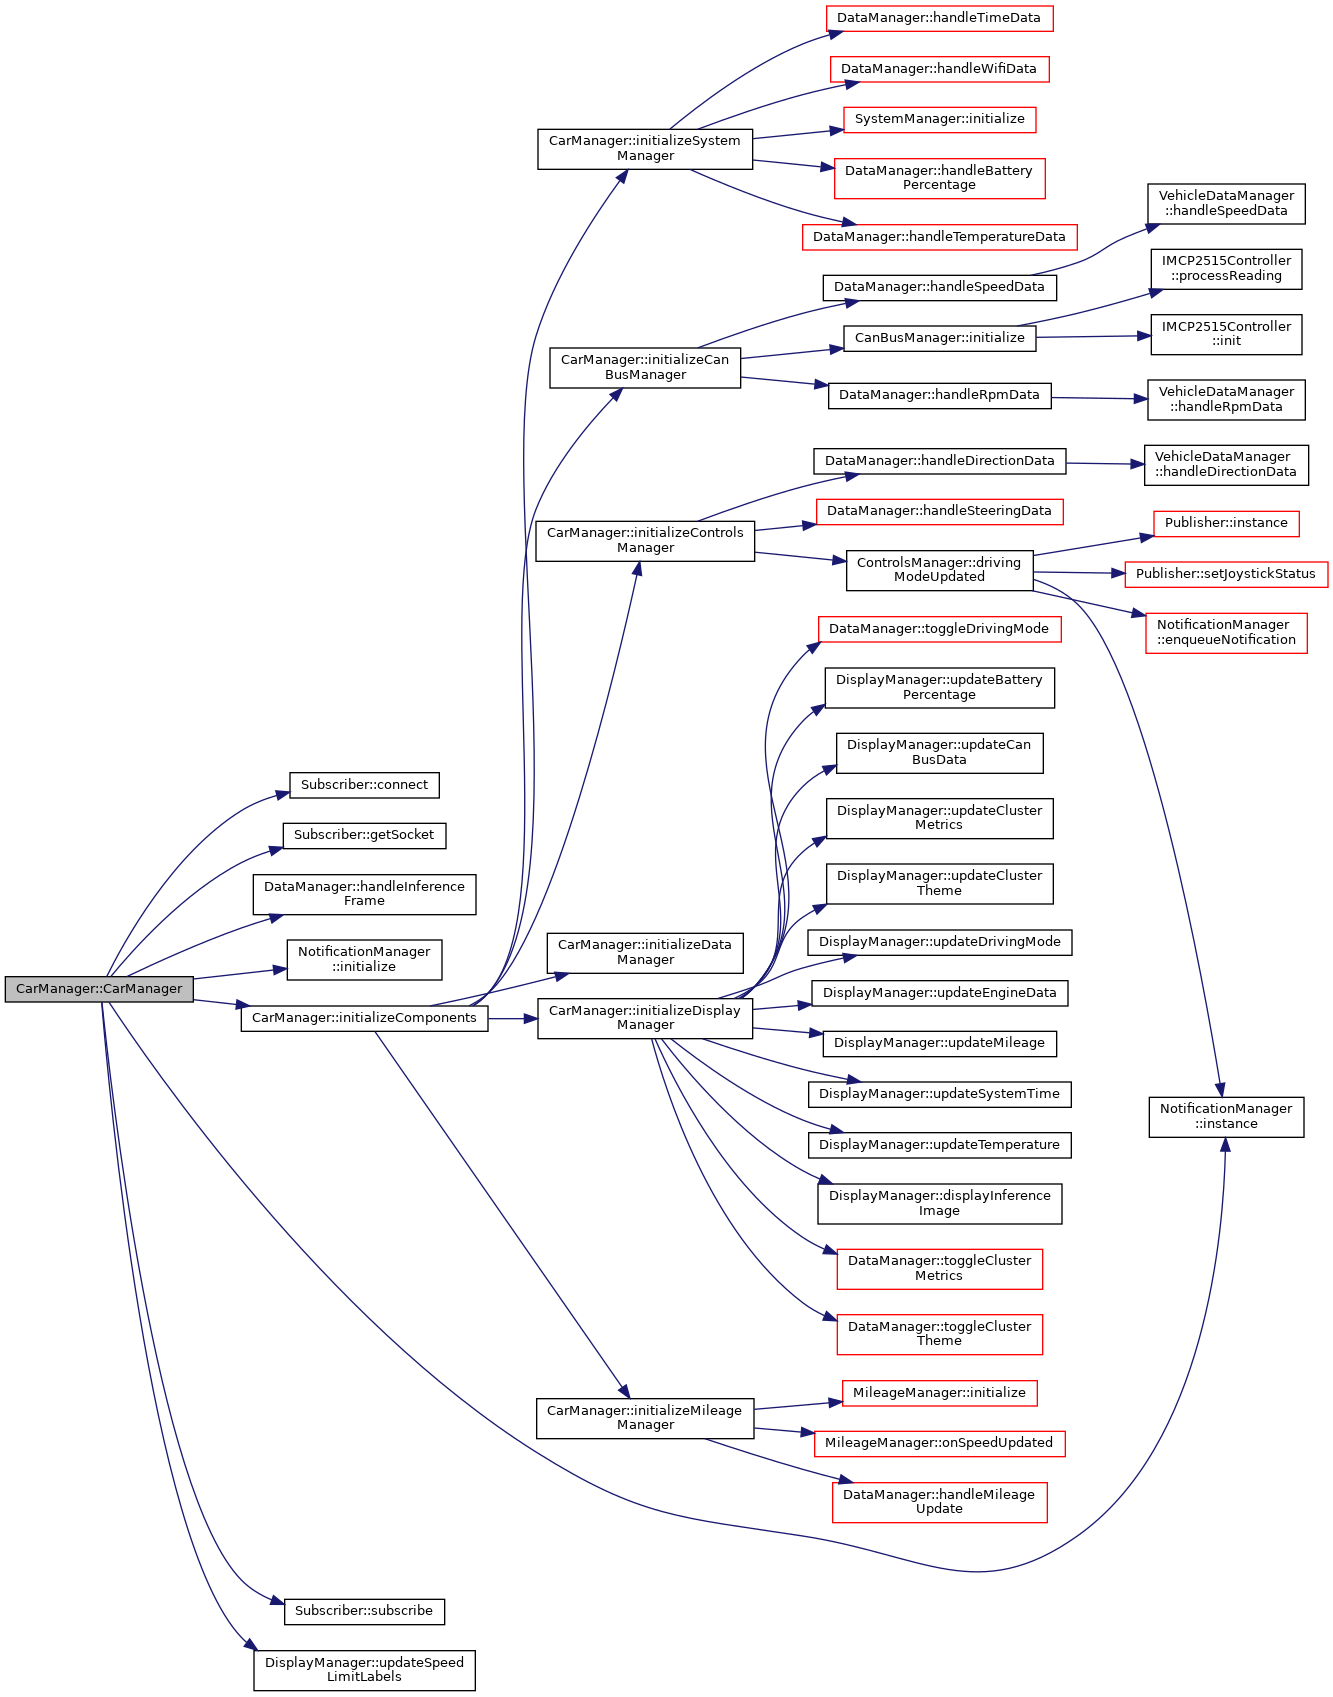 DataManager::handleTimeData
DataManager::handleWifiData
SystemManager::initialize
CarManager::initializeSystem
Manager
DataManager::handleBattery
Percentage
DataManager::handleTemperatureData
VehicleDataManager
::handleSpeedData
DataManager::handleSpeedData
IMCP2515Controller
::processReading
CanBusManager::initialize
IMCP2515Controller
::init
CarManager::initializeCan
BusManager
DataManager::handleRpmData
VehicleDataManager
::handleRpmData
DataManager::handleDirectionData
VehicleDataManager
::handleDirectionData
DataManager::handleSteeringData
Publisher::instance
CarManager::initializeControls
Manager
ControlsManager::driving
ModeUpdated
Publisher::setJoystickStatus
NotificationManager
::enqueueNotification
DataManager::toggleDrivingMode
DisplayManager::updateBattery
Percentage
DisplayManager::updateCan
BusData
Subscriber::connect
DisplayManager::updateCluster
Metrics
Subscriber::getSocket
DisplayManager::updateCluster
Theme
DataManager::handleInference
Frame
DisplayManager::updateDrivingMode
CarManager::initializeData
Manager
NotificationManager
::initialize
CarManager::CarManager
DisplayManager::updateEngineData
CarManager::initializeComponents
CarManager::initializeDisplay
Manager
DisplayManager::updateMileage
DisplayManager::updateSystemTime
NotificationManager
::instance
DisplayManager::updateTemperature
DisplayManager::displayInference
Image
DataManager::toggleCluster
Metrics
DataManager::toggleCluster
Theme
MileageManager::initialize
CarManager::initializeMileage
Manager
MileageManager::onSpeedUpdated
DataManager::handleMileage
Update
Subscriber::subscribe
DisplayManager::updateSpeed
LimitLabels